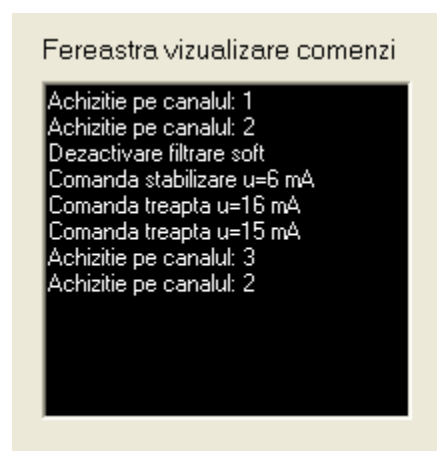 Fereastra vizualizare comenzi
Achizitie pe canalul: 1
Achizitie pe canalul: 2
Dezactivare filtrare soft
Comanda stabilizare u=6 mA
Comanda treapta u=16 mA
Comanda treapta u=15 mA
Achizitie pe canalul: 3
Achizitie pe canalul: 2